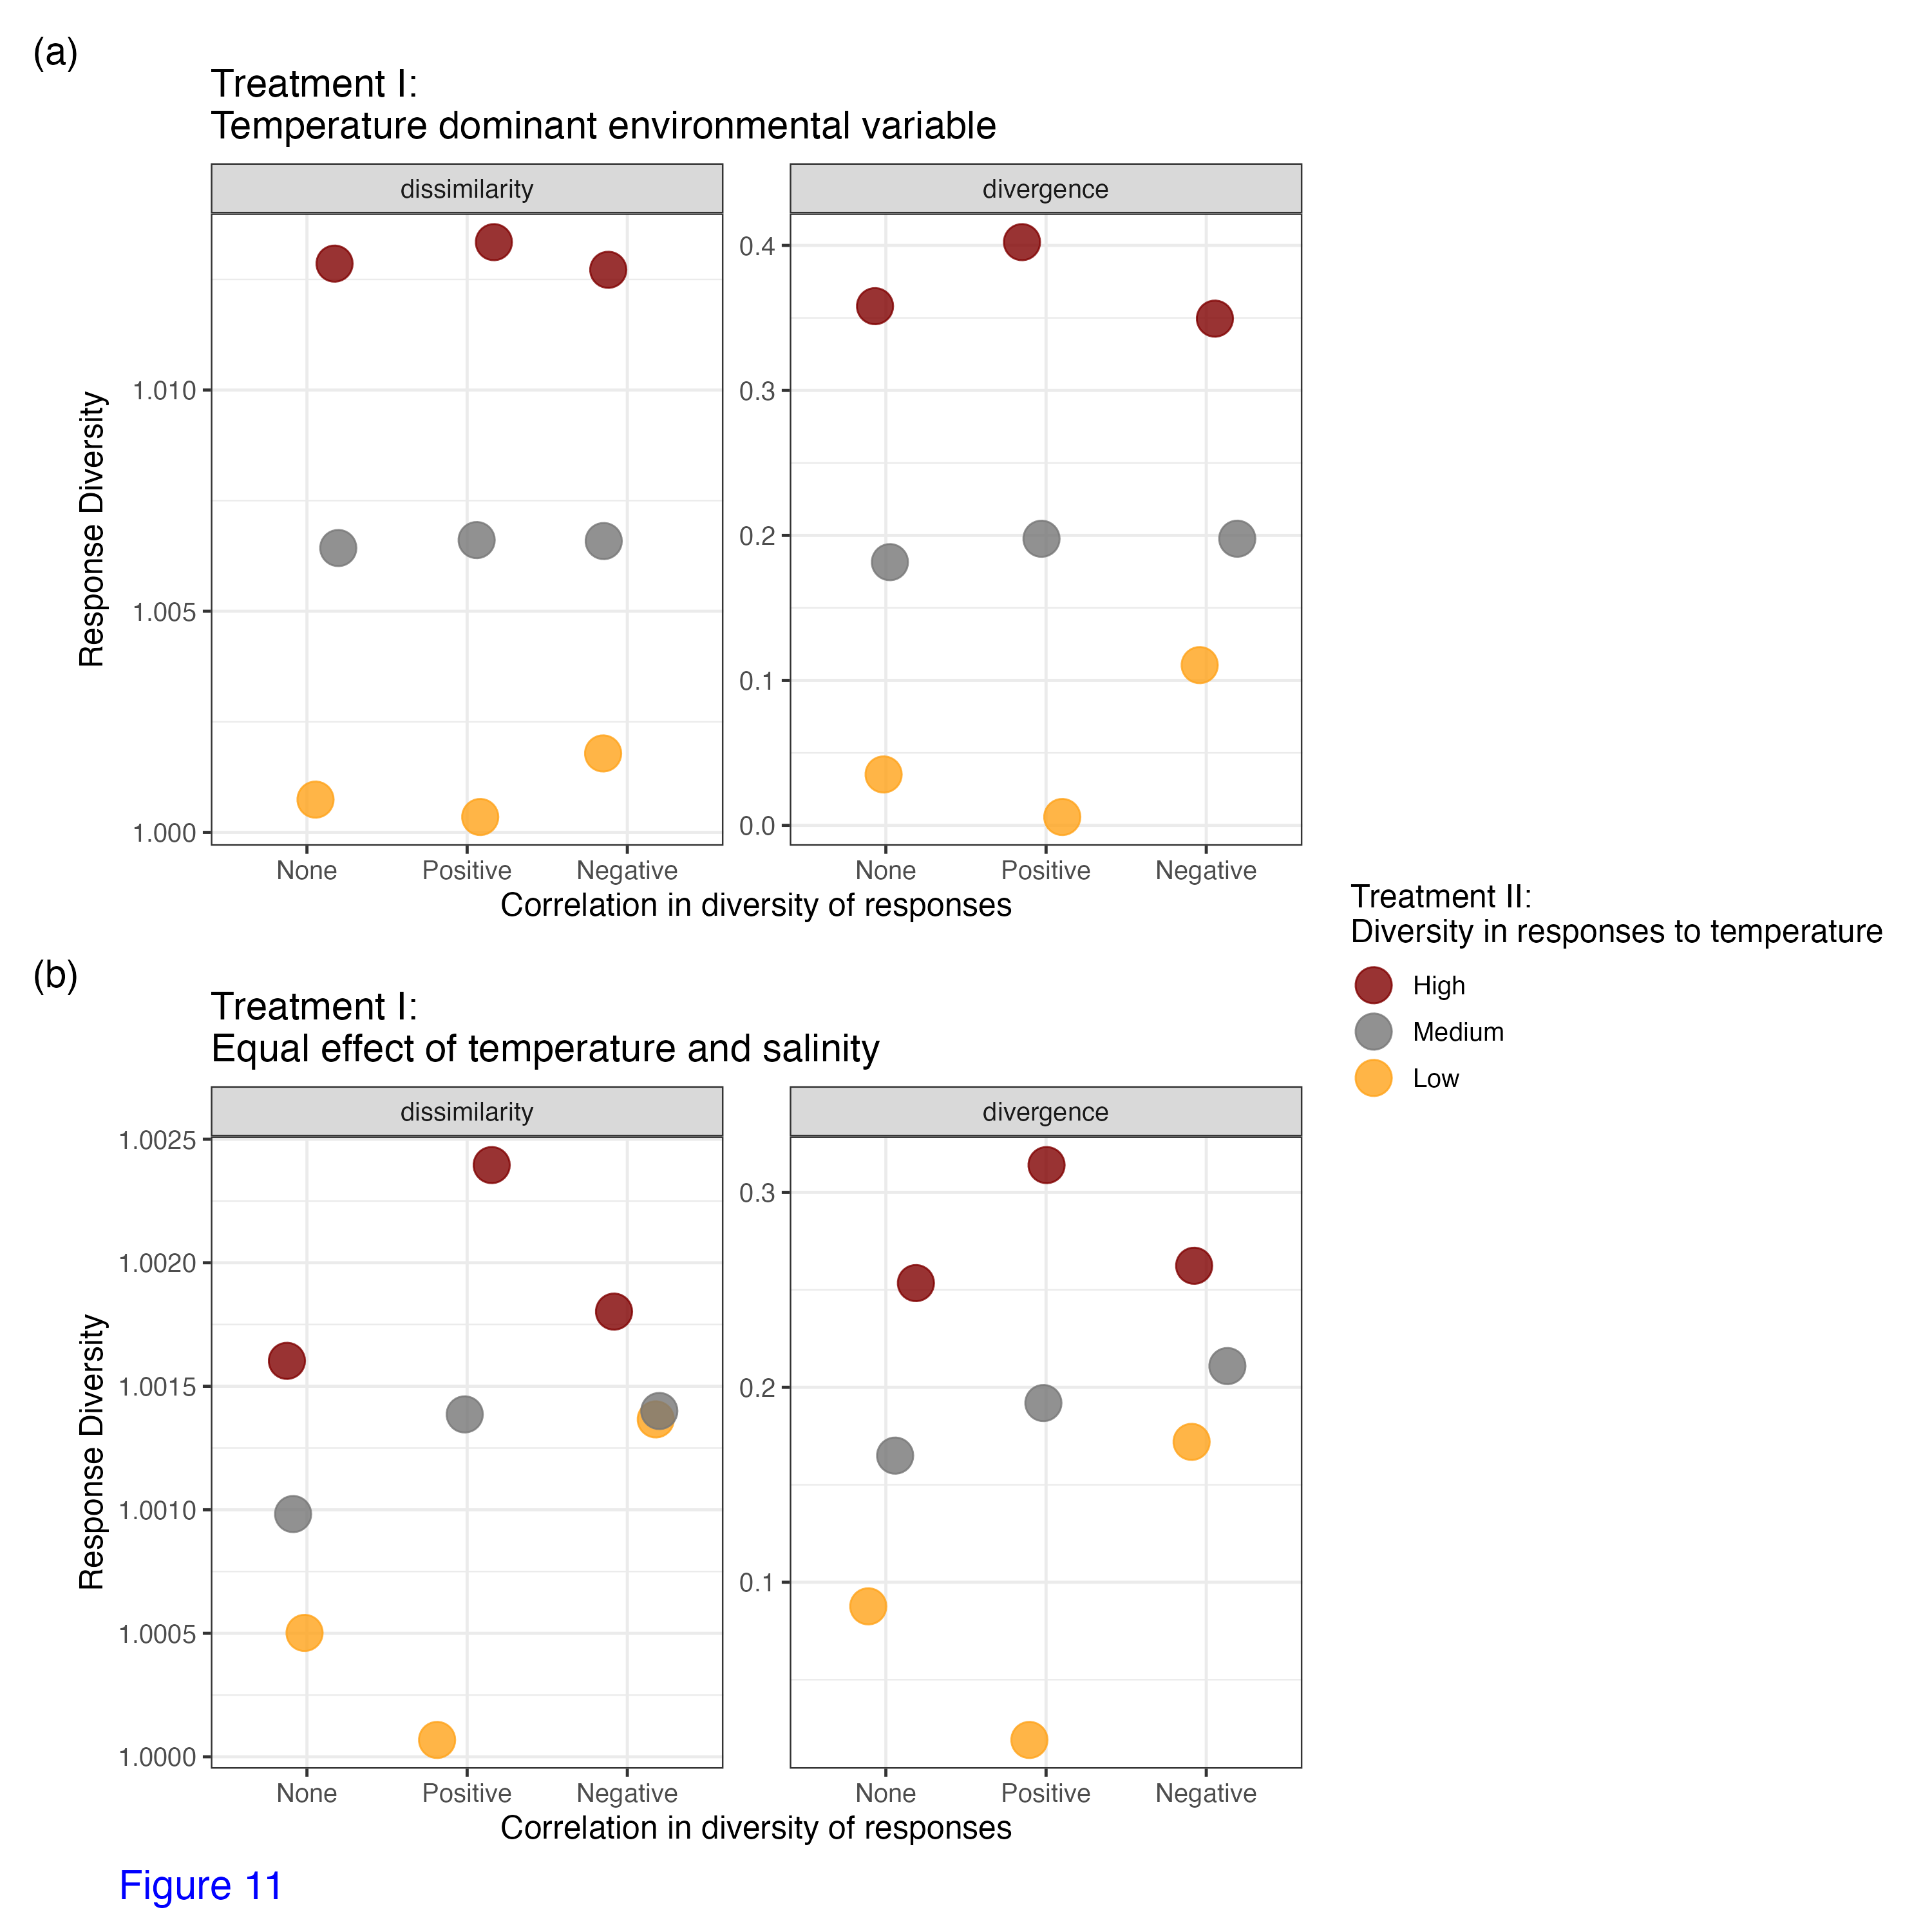 (a)
Treatment I:
Temperature dominant environmental variable
dissimilarity
divergence
Response Diversity
1.010
1.005
1.000
0.4
0.3
0.2
0.1
0.0
None Positive Negative
None Positive Negative
Correlation in diversity of responses
Treatment II:
Diversity in responses to temperature
High
Medium
Low
(b)
Treatment I:
Equal effect of temperature and salinity
dissimilarity
divergence
Response Diversity
1.0025
1.0020
1.0015
1.0010
1.0005
1.0000
0.3
0.2
0.1
None Positive Negative
None Positive Negative
Correlation in diversity of responses
Figure 11